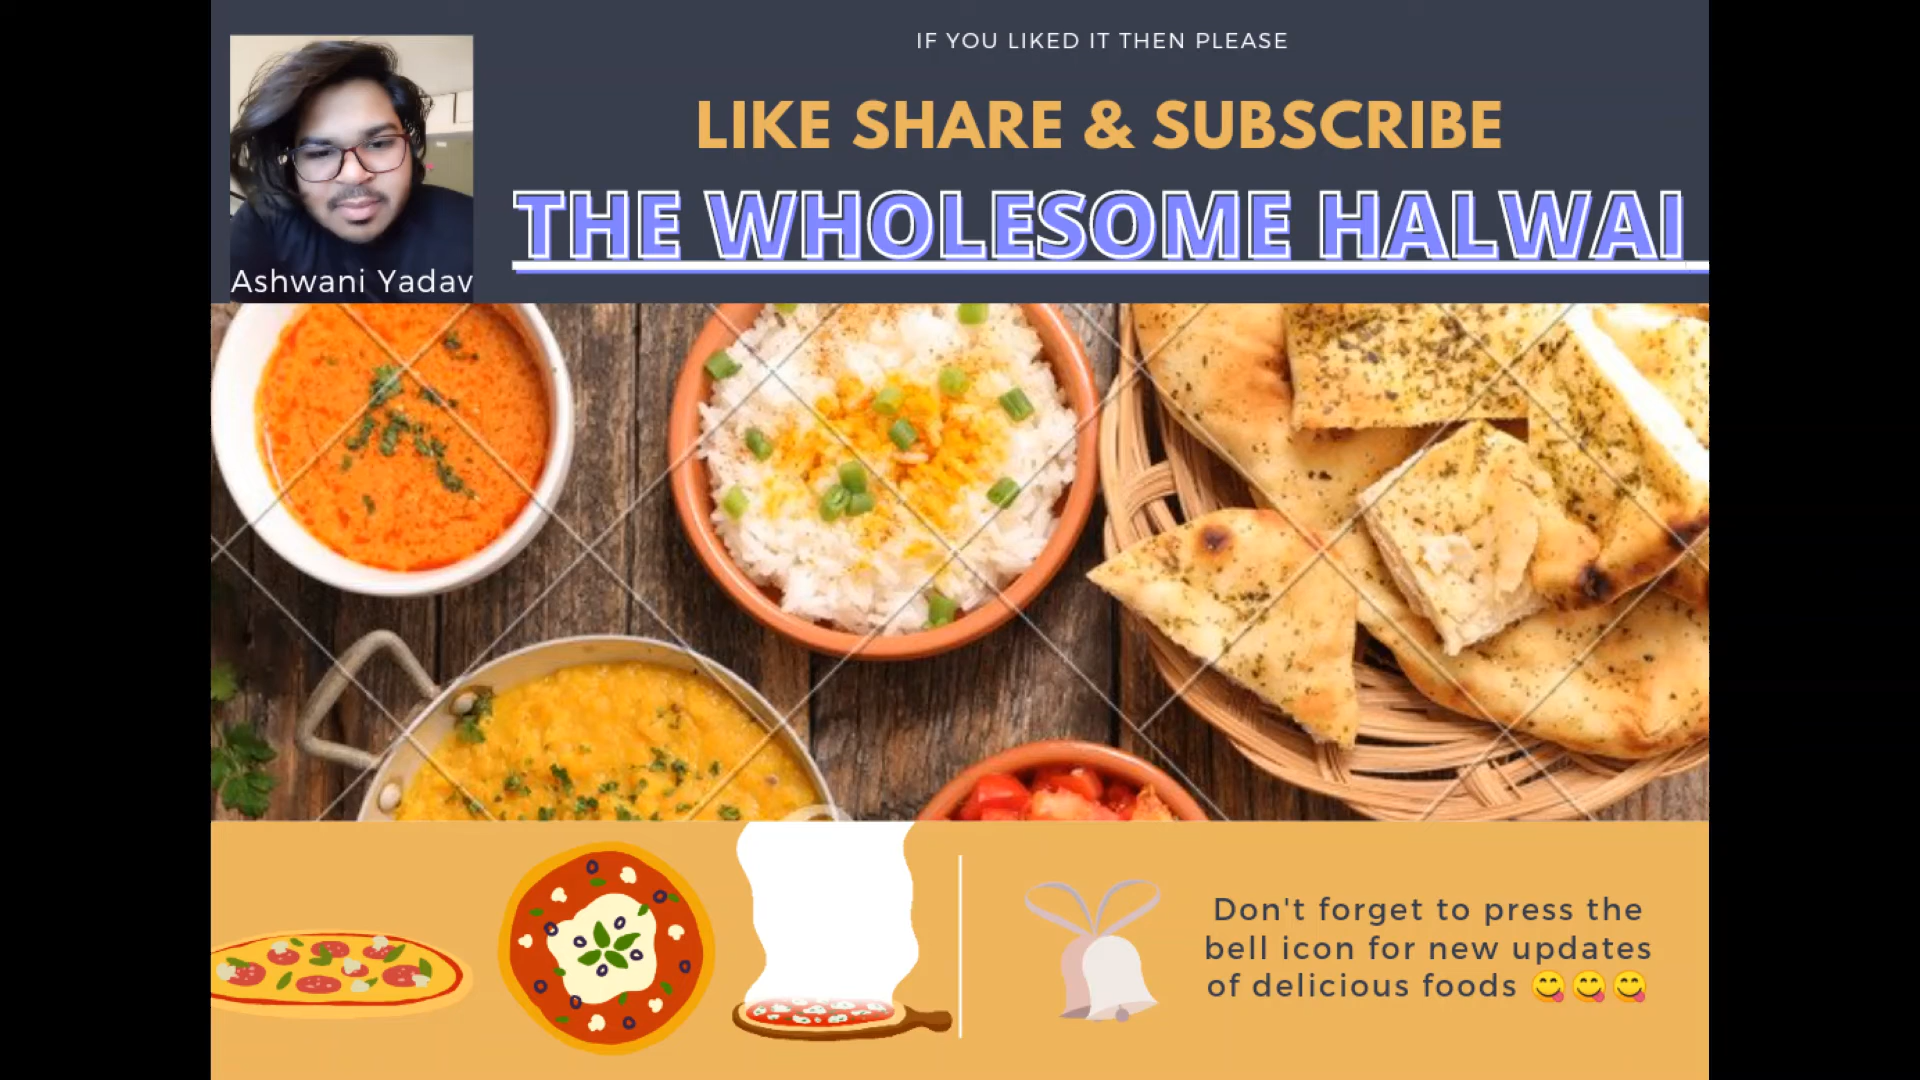 IF YOU LIKED IT THEN PLEASE
LIKE SHARE & SUBSCRIBE
THE WHOLESOME HALWAI
Ashwani Yadav
Don't forget to press the
bell icon for new updates
of delicious foods 😋😋😋